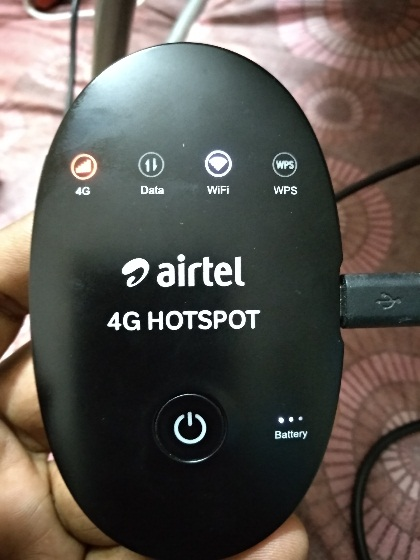 WPS
4G Data WiFi WPS
airtel
4G HOTSPOT
Battery